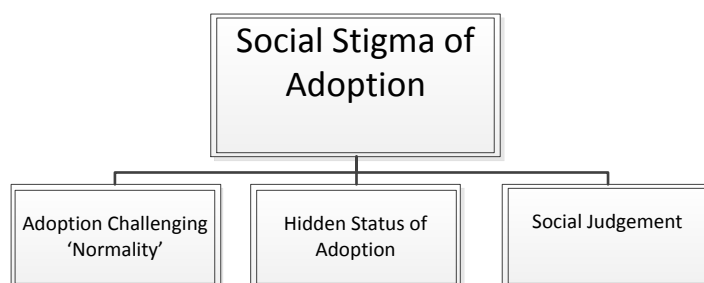 Social Stigma of
Adoption
Adoption Challenging
‘Normality’
Hidden Status of
Adoption
Social Judgement